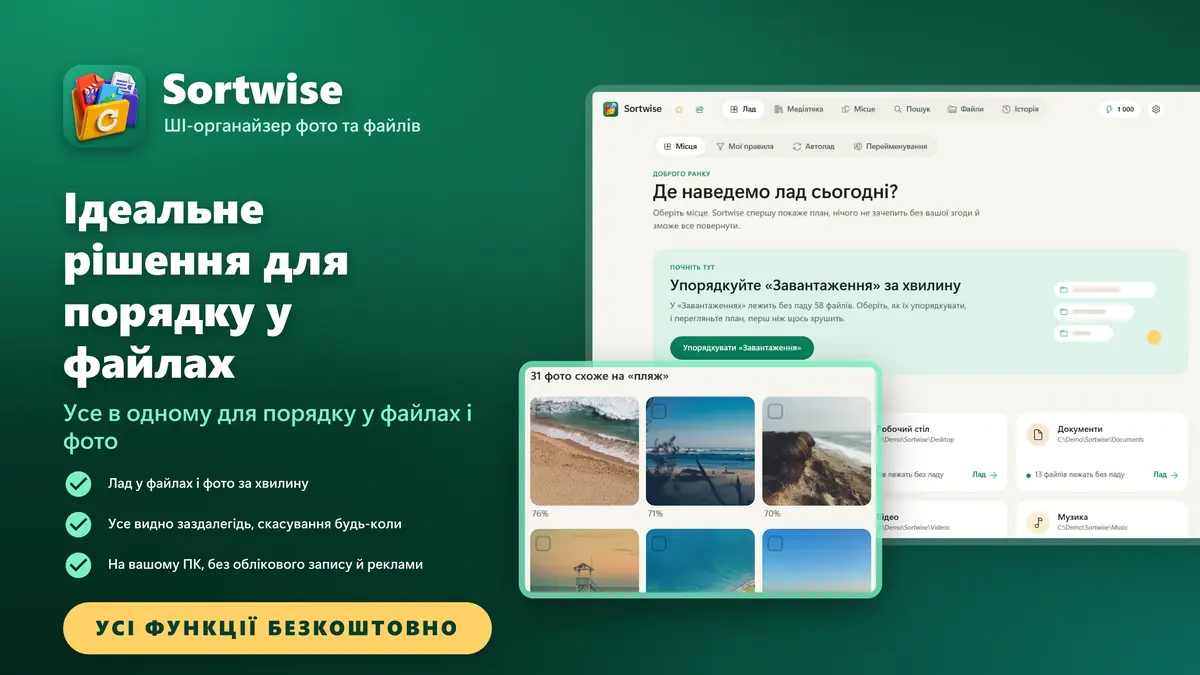 Sortwise
ШІ-органайзер фото та файлів
Ідеальне
рішення для
порядку у
файлах
Усе в одному для порядку у файлах і
фото
Лад у файлах і фото за хвилину
Усе видно заздалегідь, скасування будь-коли
На вашому ПК, без облікового запису й реклами
УСІ ФУНКЦІЇ БЕЗКОШТОВНО
Sortwise Лад Медіатека Місце Пошук Файли Історія 1 000
Місця Мої правила Автолад Перейменування
ДОБРОГО РАНКУ
Де наведемо лад сьогодні?
Оберіть місце. Sortwise спершу покаже план, нічого не зачепить без вашої згоди й
зможе все повернути.
ПОЧНІТЬ ТУТ
Упорядкуйте «Завантаження» за хвилину
У «Завантаженнях» лежить без ладу 58 файлів. Оберіть, як їх упорядкувати,
і перегляньте план, перш ніж щось зрушить.
Упорядкувати «Завантаження»
31 фото схоже на «пляж»
76% 71% 70%
обочий стіл
\Demo\Sortwise\Desktop
в лежать без ладу Лад
Документи
C:\Demo\Sortwise\Documents
13 файлів лежать без ладу Лад
ідео
\Demo\Sortwise\Videos
Музика
C:\Demo\Sortwise\Music